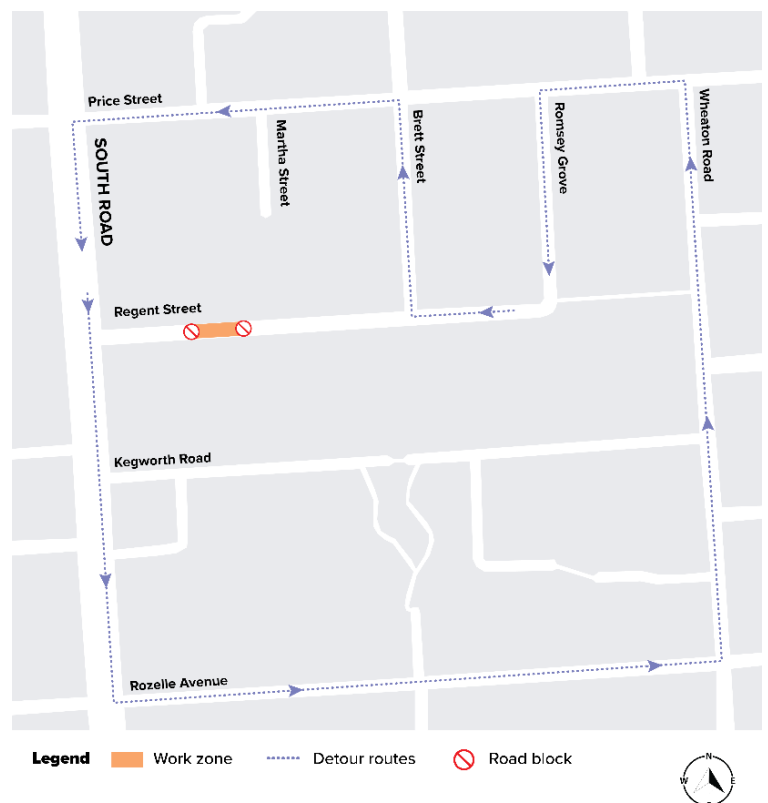 Price Street
SOUTH ROAD
Martha Street
Brett Street
Romsey Grove
Wheaton Road
Regent Street
Kegworth Road
Rozelle Avenue
Legend
Work zone
Detour routes
Road block
N
W
E